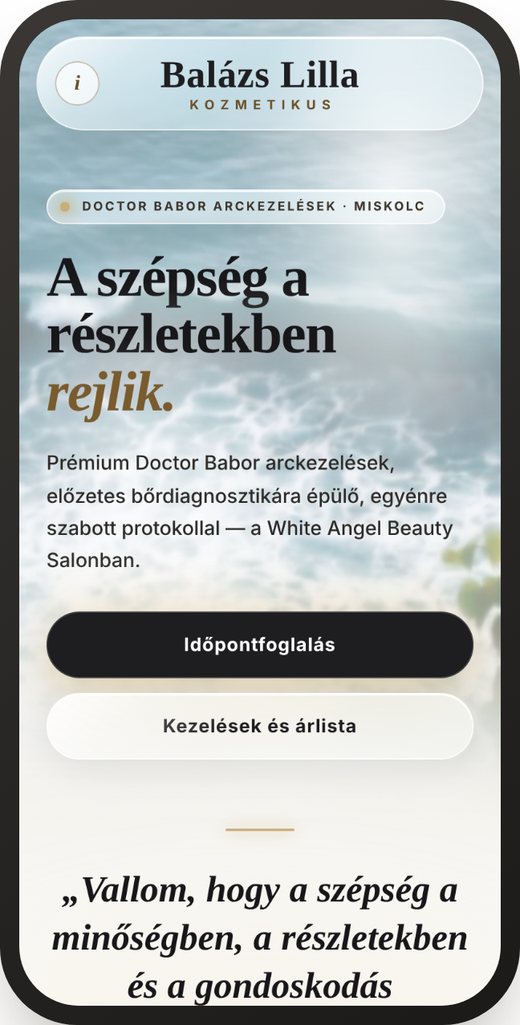 i
Balázs Lilla
KOZMETIKUS
DOCTOR BABOR ARCKEZELÉSEK · MISKOLC
A szépség a
részletekben
rejlik.
Prémium Doctor Babor arckezelések,
előzetes bőrdiagnosztikára épülő, egyénre
szabott protokollal — a White Angel Beauty
Salonban.
Időpontfoglalás
Kezelések és árlista
„Vallom, hogy a szépség a
minőségben, a részletekben
és a gondoskodás